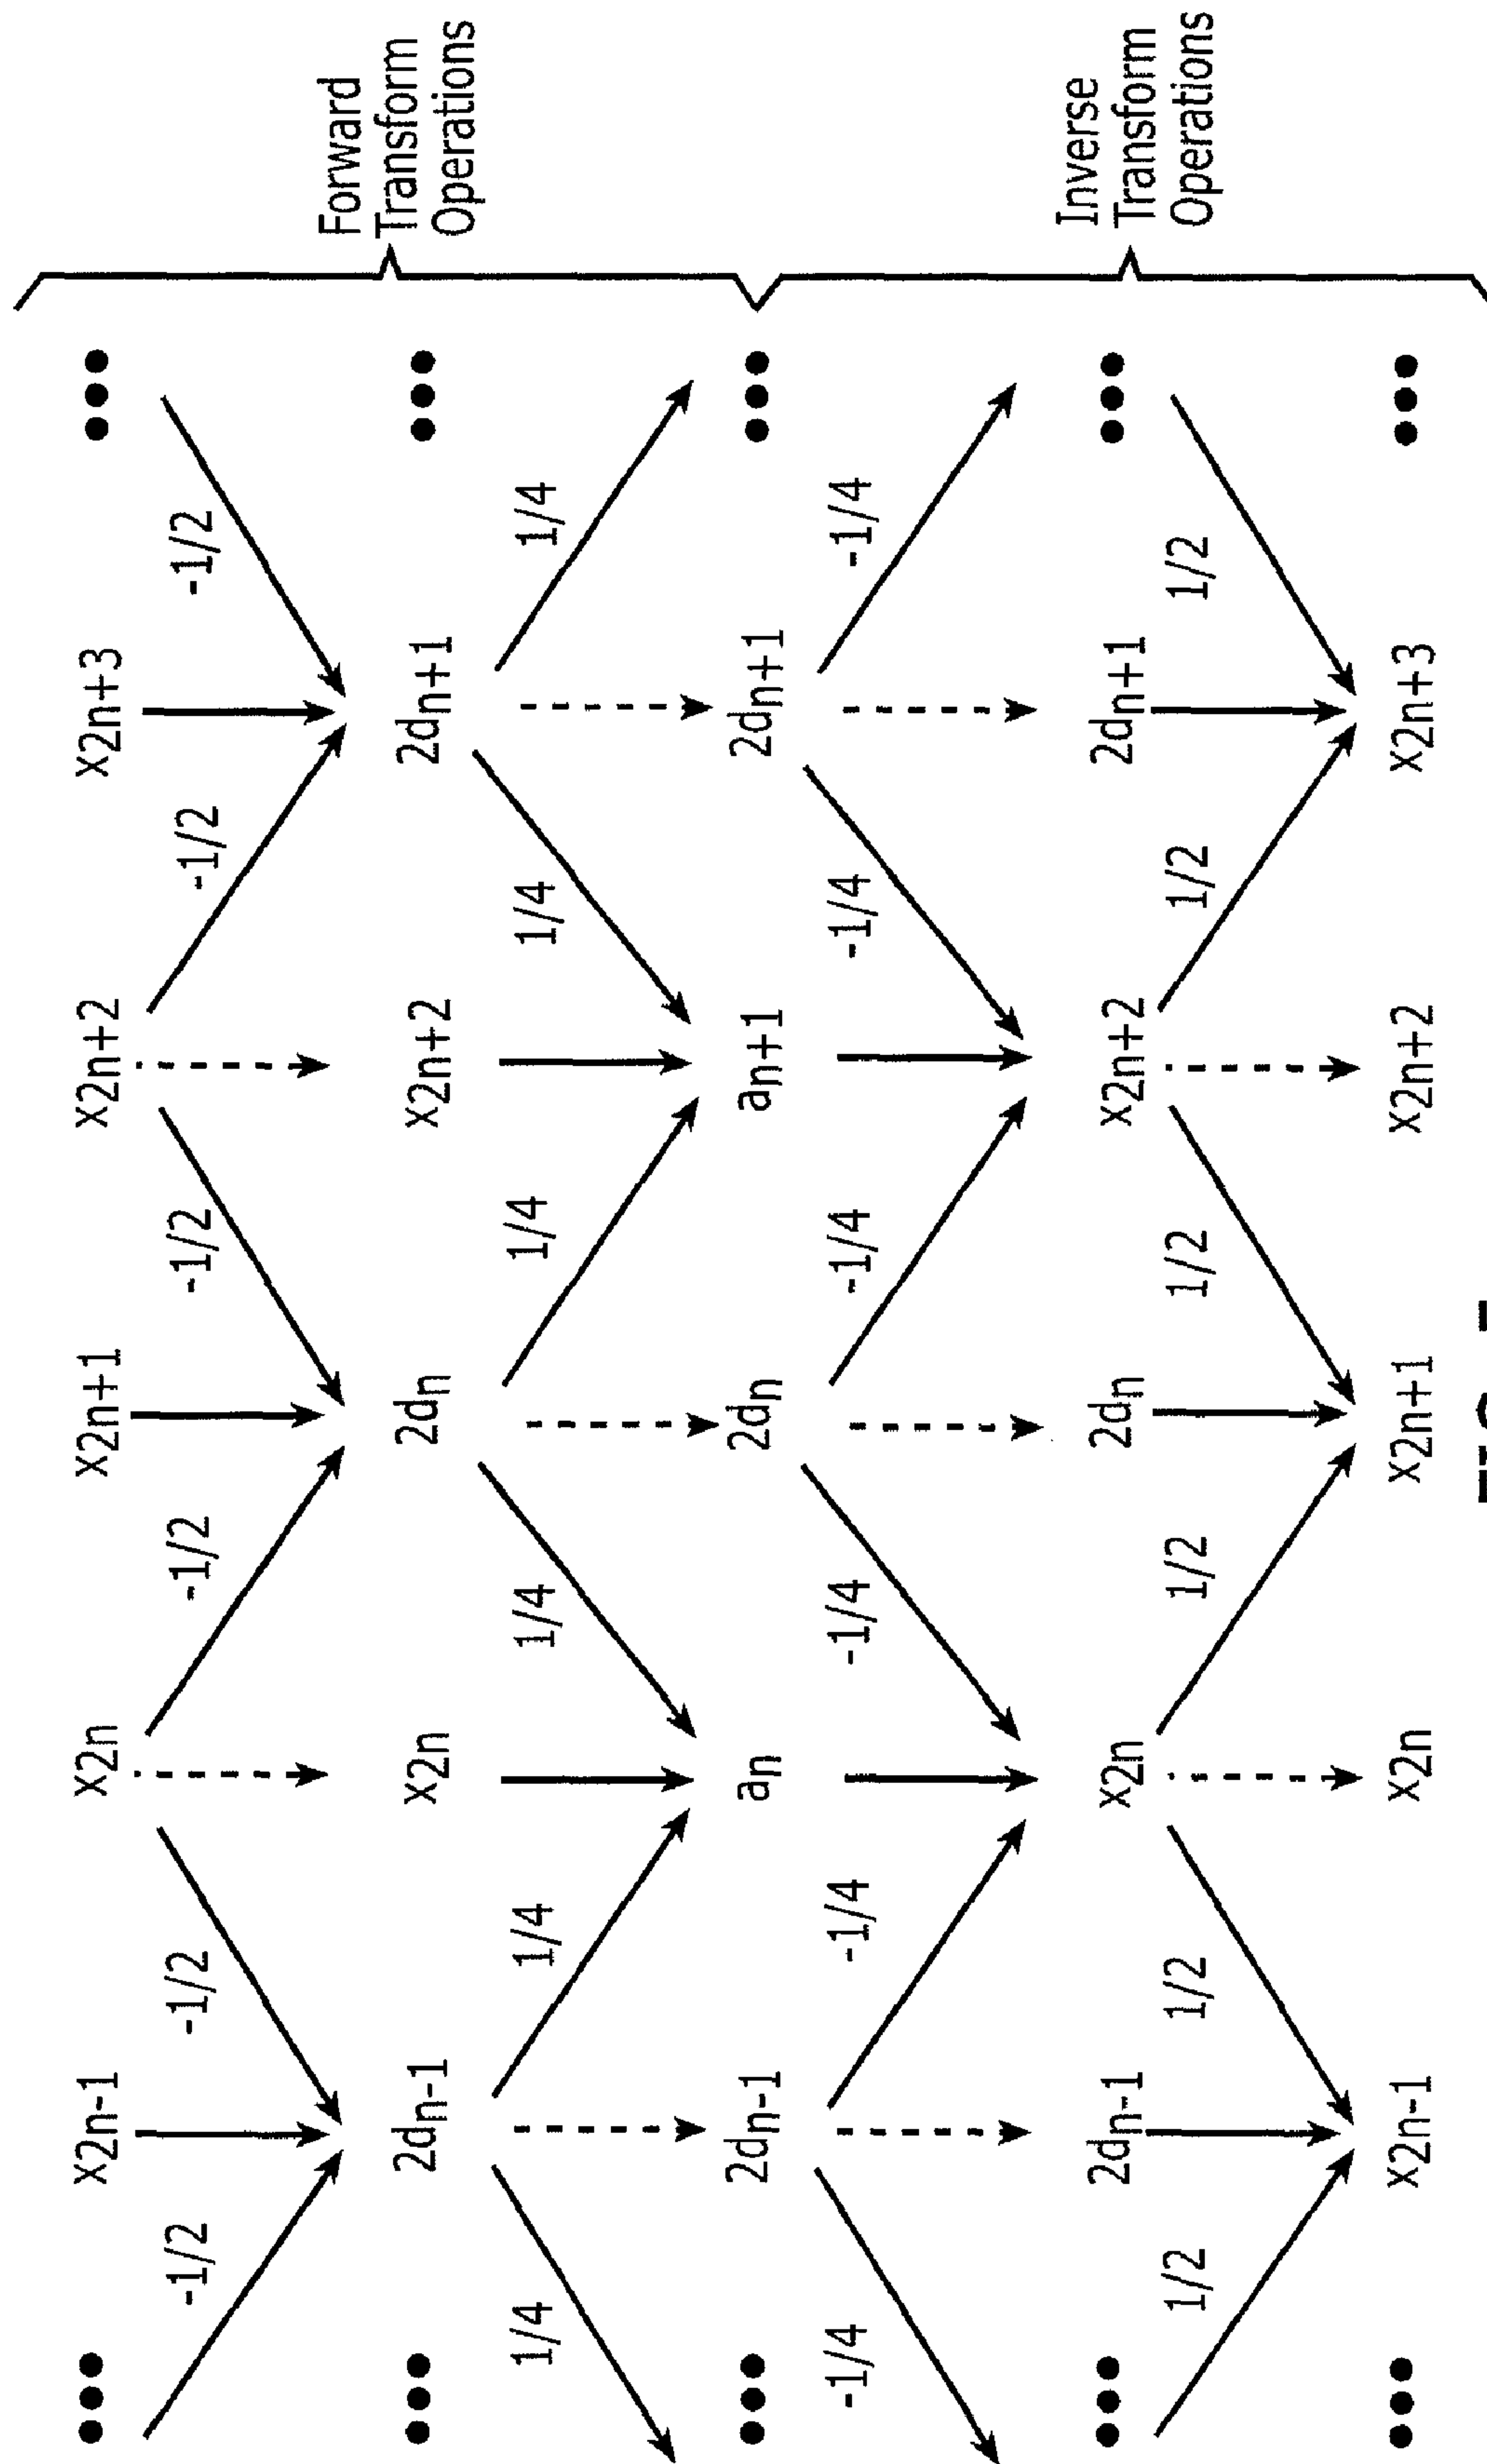 x2n-1 x2n x2n+1 x2n+2 x2n+3
-1/2 -1/2 -1/2 -1/2 -1/2 -1/2
Forward
Transform
Operations
2dn-1 x2n 2dn x2n+2 2dn+1
1/4 1/4 1/4 1/4 1/4 1/4
2dn-1 an 2dn an+1 2dn+1
-1/4 -1/4 -1/4 -1/4 -1/4 -1/4
Inverse
Transform
Operations
2dn-1 x2n 2dn x2n+2 2dn+1
1/2 1/2 1/2 1/2 1/2 1/2
x2n-1 x2n x2n+1 x2n+2 x2n+3